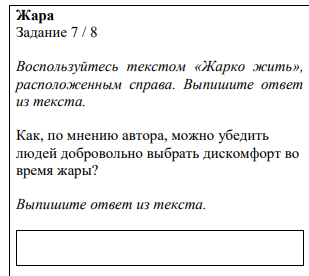 Жара
Задание 7 / 8
Воспользуйтесь текстом «Жарко жить»,
расположенным справа. Выпишите ответ
из текста.
Как, по мнению автора, можно убедить
людей добровольно выбрать дискомфорт во
время жары?
Выпишите ответ из текста.